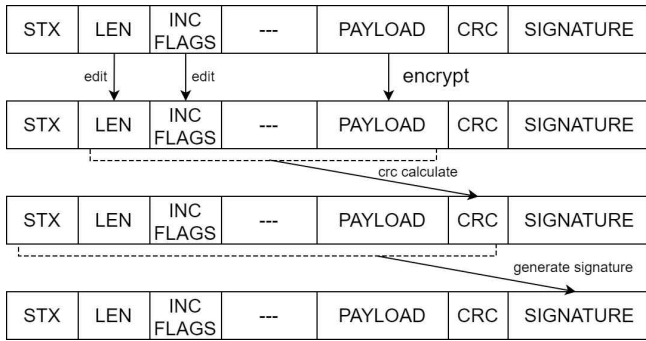 STX LEN INC FLAGS --- PAYLOAD CRC SIGNATURE
edit edit encrypt
STX LEN INC FLAGS --- PAYLOAD CRC SIGNATURE
crc calculate
STX LEN INC FLAGS --- PAYLOAD CRC SIGNATURE
generate signature
STX LEN INC FLAGS --- PAYLOAD CRC SIGNATURE